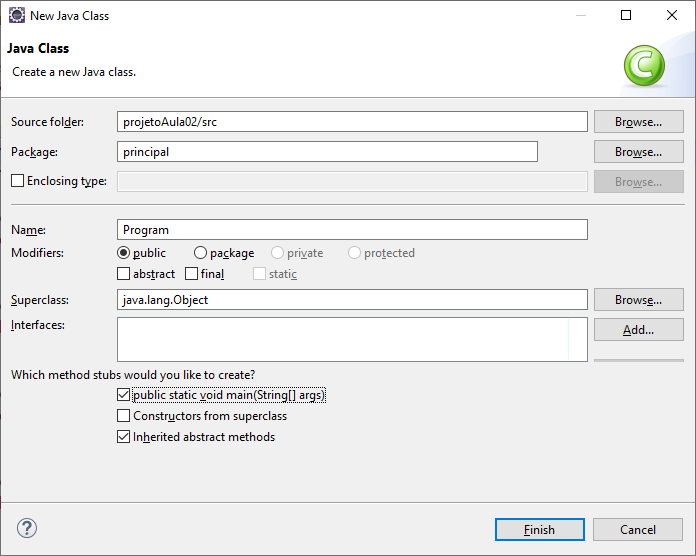 New Java Class
Java Class
Create a new Java class.
Source folder: projetoAula02/src Browse...
Package: principal Browse...
Enclosing type: Browse...
Name: Program
Modifiers: public package private protected
abstract final static
Superclass: java.lang.Object Browse...
Interfaces: Add...
Which method stubs would you like to create?
public static void main(String[] args)
Constructors from superclass
Inherited abstract methods
? Finish Cancel